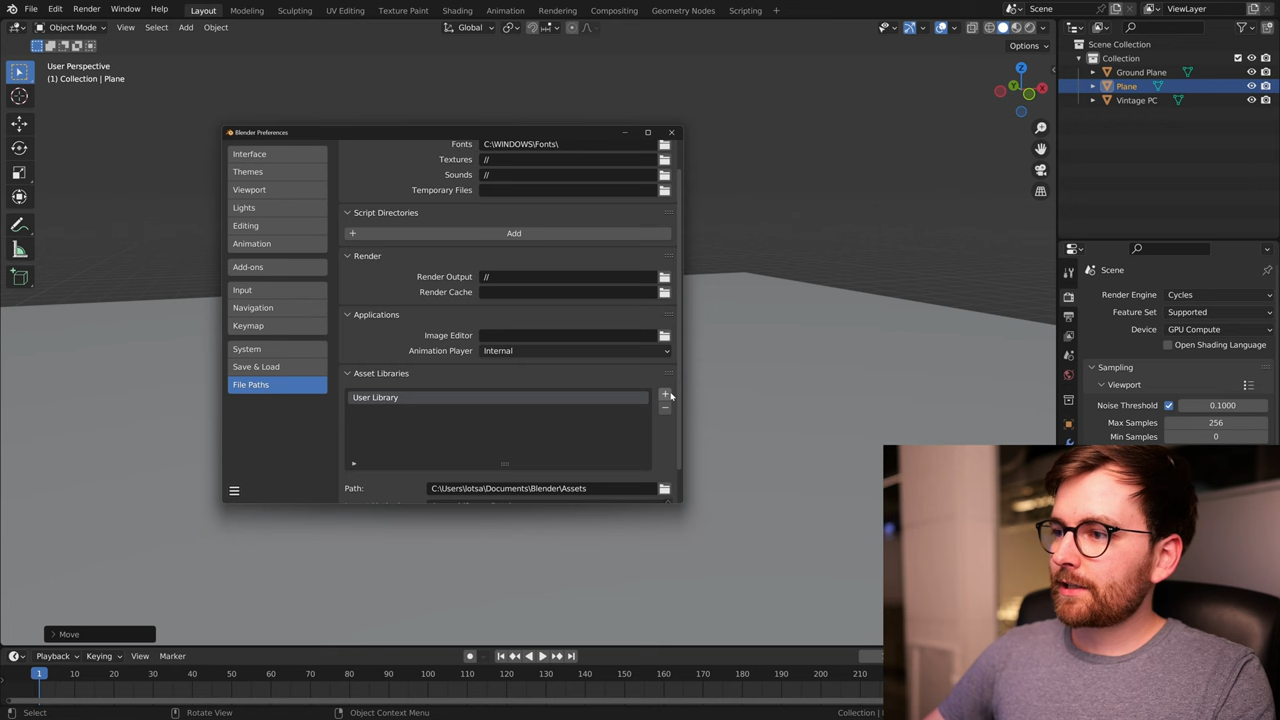 File Edit Render Window Help Layout Modeling Sculpting UV Editing Texture Paint Shading Animation Rendering Compositing Geometry Nodes Scripting + Scene ViewLayer
Object Mode View Select Add Object Global Options
User Perspective
(1) Collection | Plane
Z
Y
X
Scene Collection
Collection
Ground Plane
Plane
Vintage PC
Blender Preferences
Interface
Themes
Viewport
Lights
Editing
Animation
Add-ons
Input
Navigation
Keymap
System
Save & Load
File Paths
Fonts C:\WINDOWS\Fonts\
Textures //
Sounds //
Temporary Files
Script Directories
+ Add
Render
Render Output //
Render Cache
Applications
Image Editor
Animation Player Internal
Asset Libraries
User Library
+
−
Path: C:\Users\lotsa\Documents\Blender\Assets
Scene
Render Engine Cycles
Feature Set Supported
Device GPU Compute
Open Shading Language
Sampling
Viewport
Noise Threshold 0.1000
Max Samples 256
Min Samples 0
Move
Playback Keying View Marker
1 10 20 30 40 50 60 70 80 90 100 110 120 130 140 150 160 170 180 190 200 210
Select Rotate View Object Context Menu Collection |